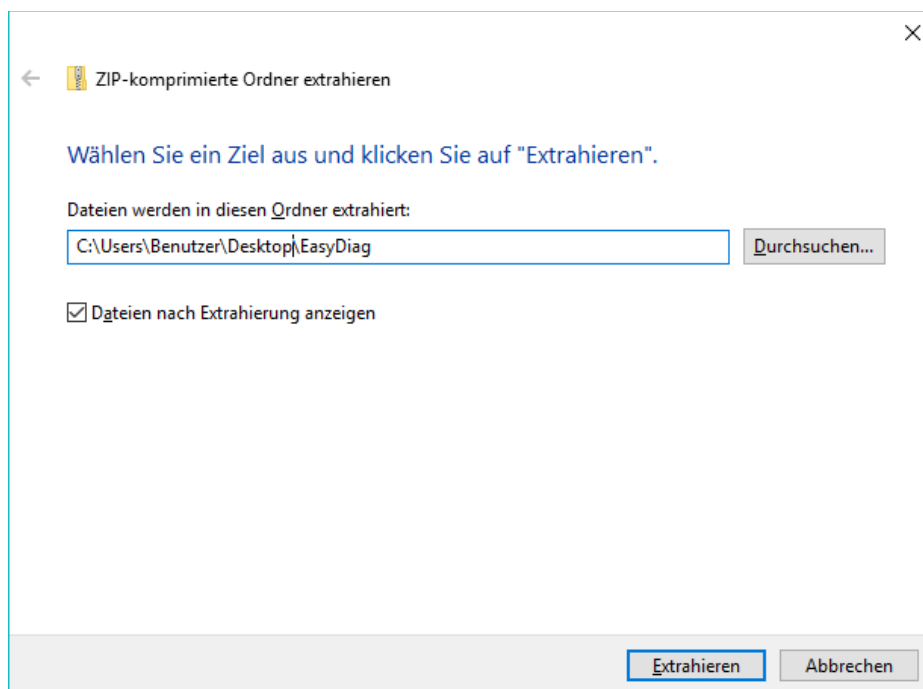 ZIP-komprimierte Ordner extrahieren
Wählen Sie ein Ziel aus und klicken Sie auf "Extrahieren".
Dateien werden in diesen Ordner extrahiert:
C:\Users\Benutzer\Desktop\EasyDiag
Durchsuchen...
Dateien nach Extrahierung anzeigen
Extrahieren
Abbrechen